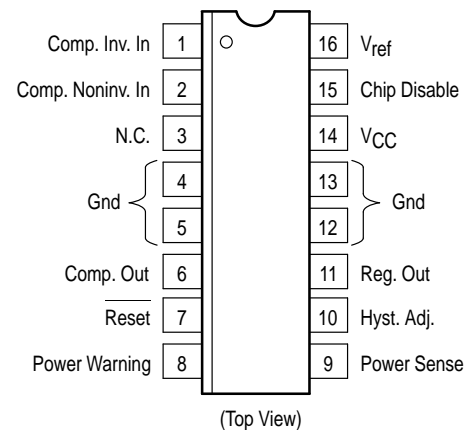 Comp. Inv. In 1 16 Vref
Comp. Noninv. In 2 15 Chip Disable
N.C. 3 14 VCC
4 13
Gnd Gnd
5 12
Comp. Out 6 11 Reg. Out
Reset 7 10 Hyst. Adj.
Power Warning 8 9 Power Sense
(Top View)